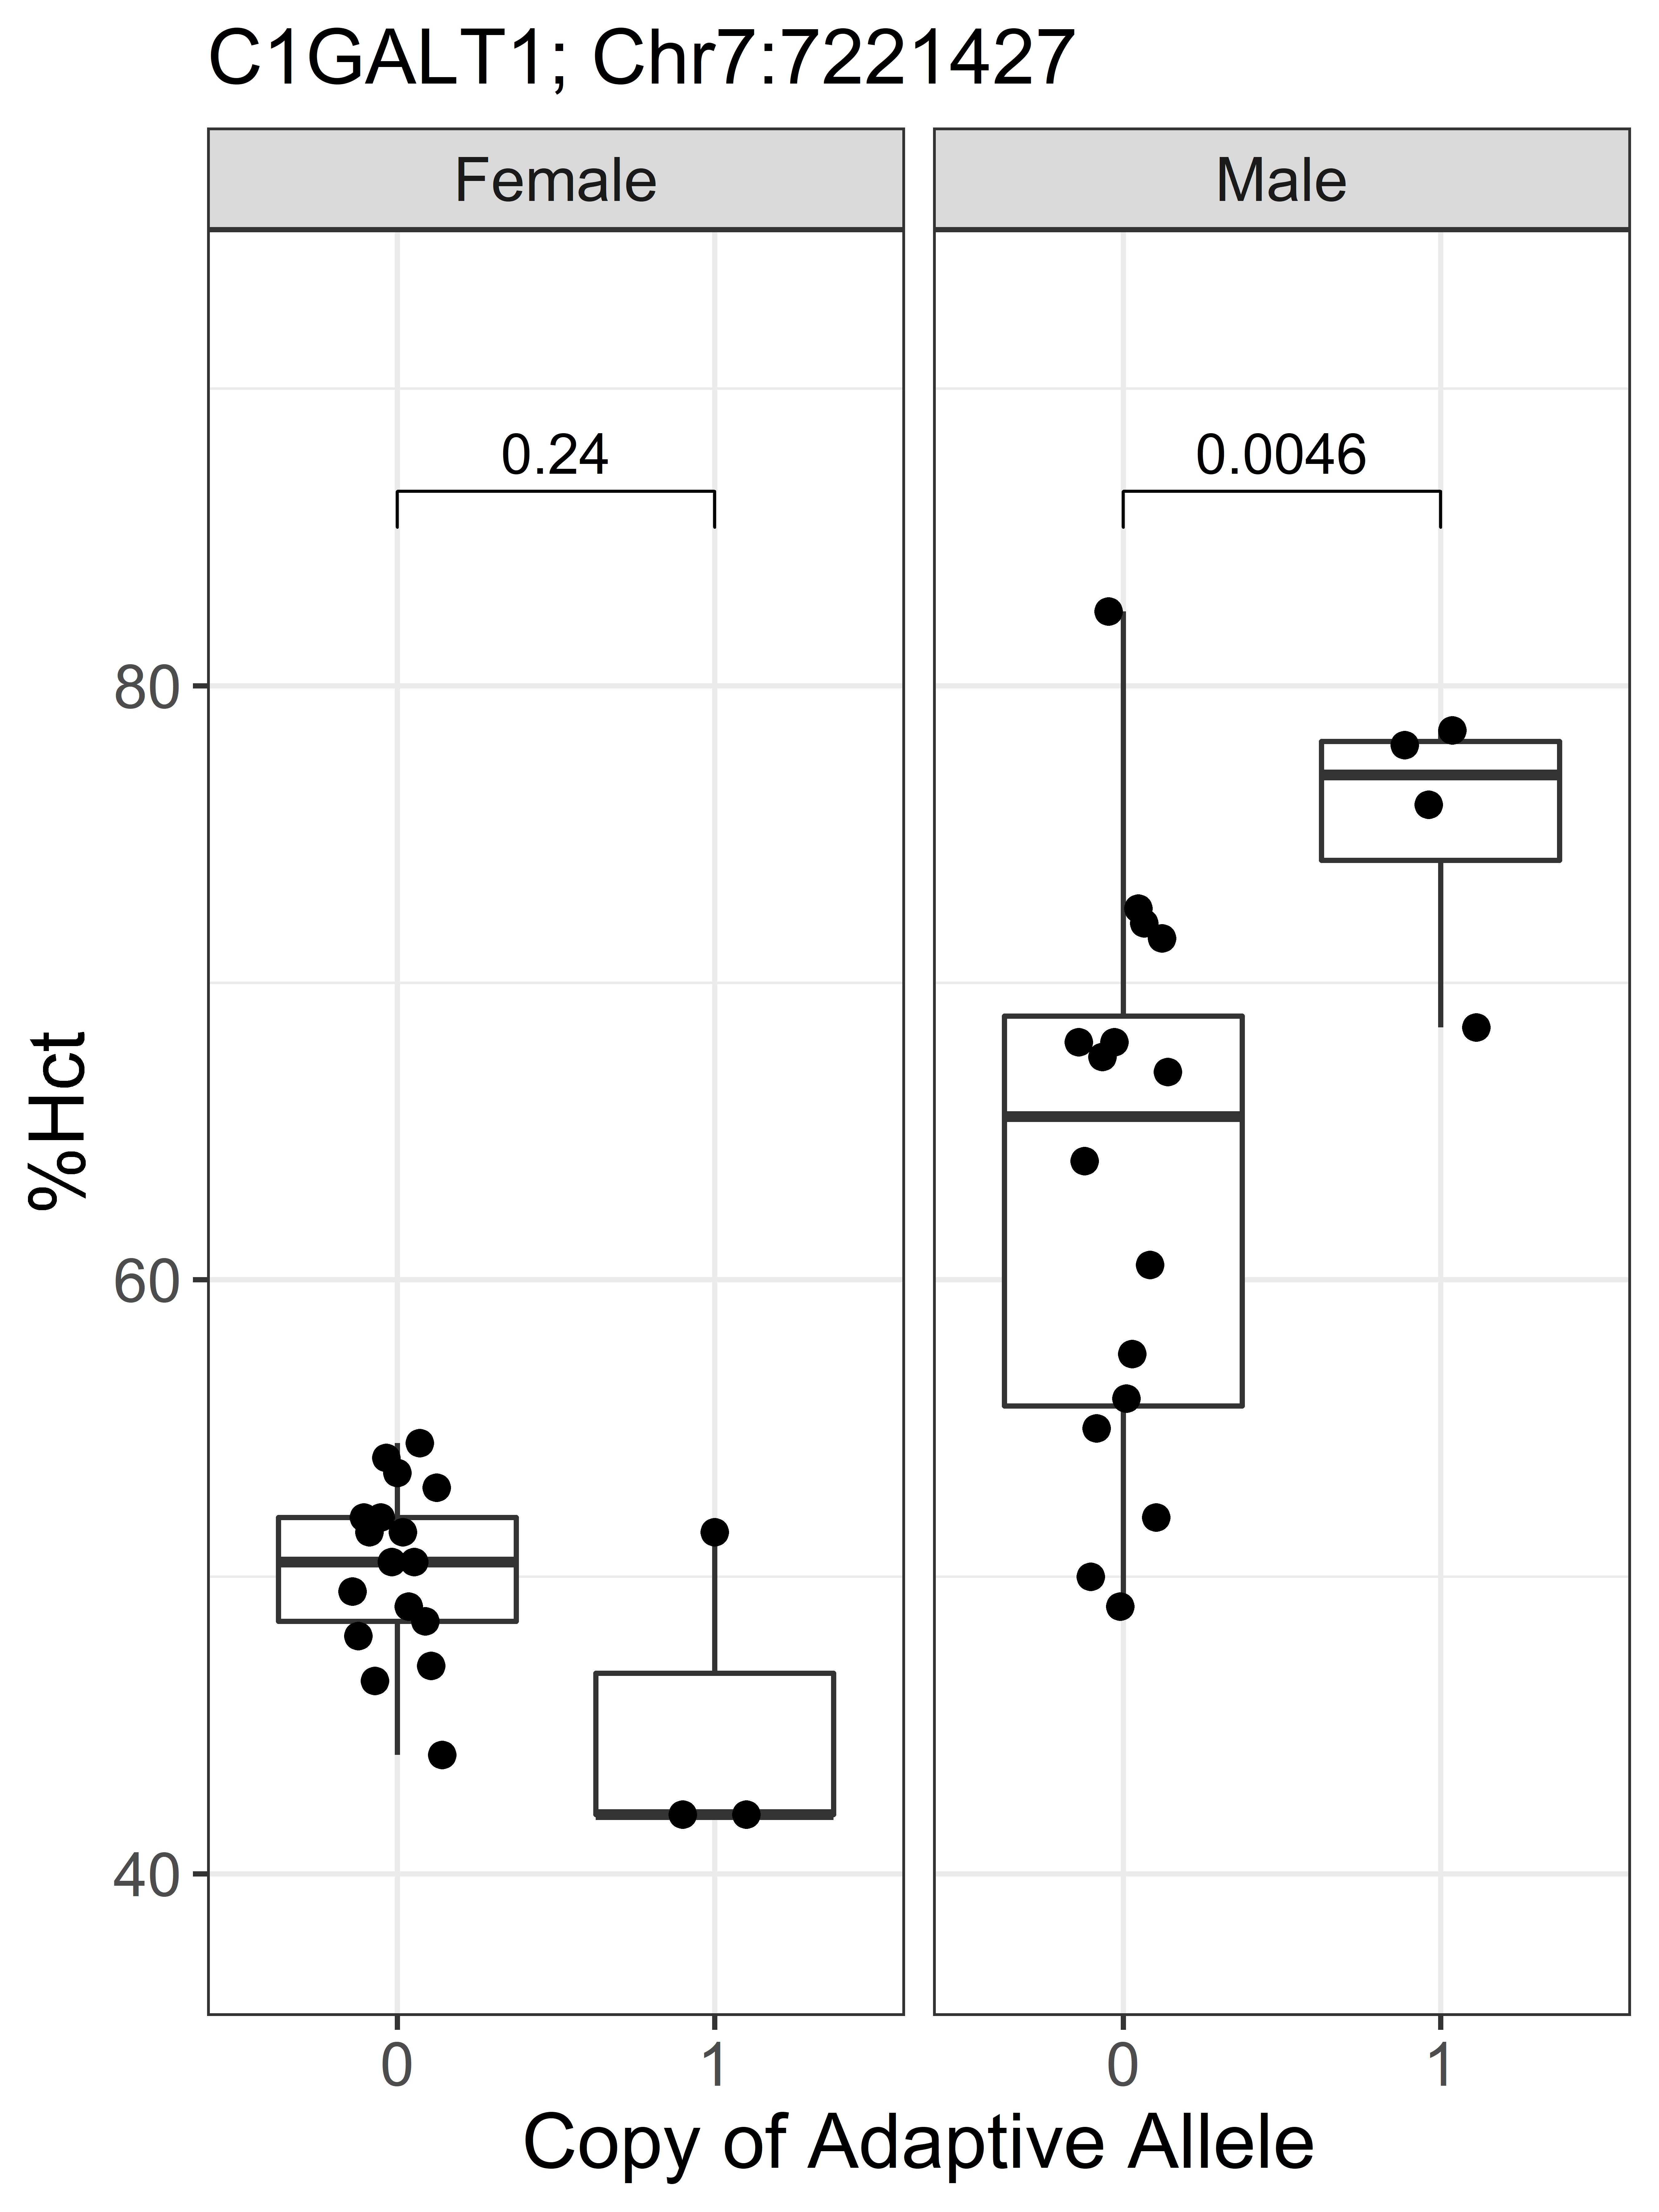 C1GALT1; Chr7:7221427
Female
Male
0.24
0.0046
80
60
40
%Hct
0
1
0
1
Copy of Adaptive Allele